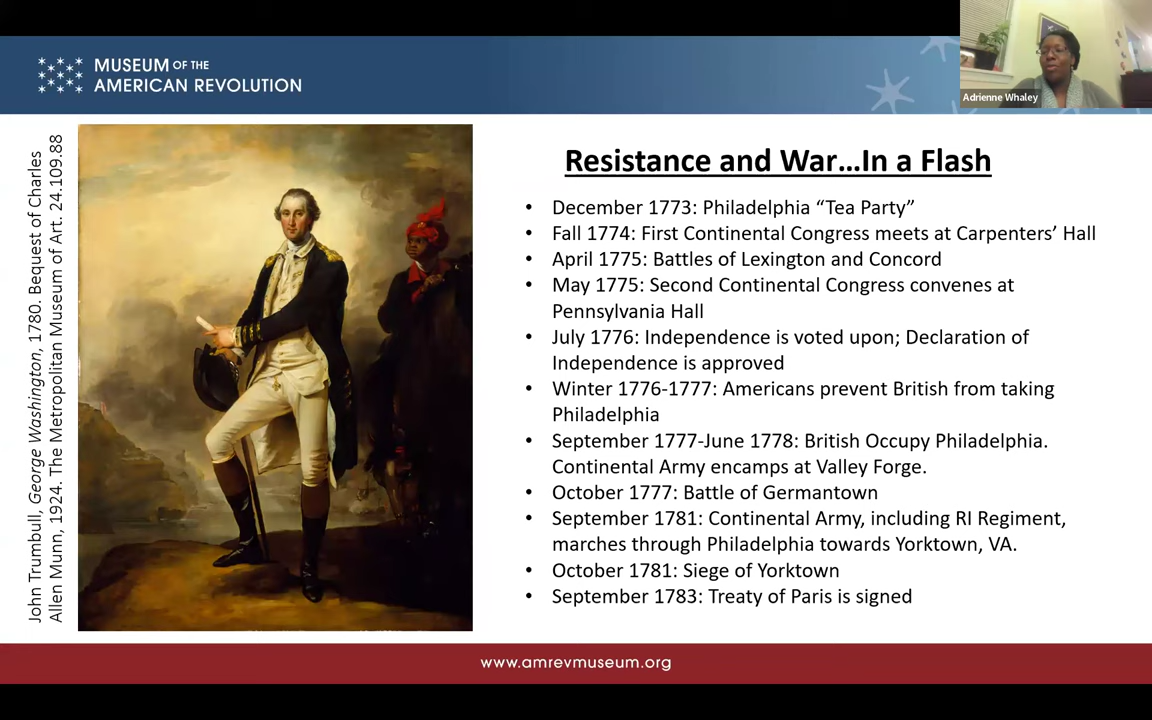 MUSEUM OF THE
AMERICAN REVOLUTION
Adrienne Whaley
John Trumbull, George Washington, 1780. Bequest of Charles
Allen Munn, 1924. The Metropolitan Museum of Art. 24.109.88
Resistance and War...In a Flash
• December 1773: Philadelphia “Tea Party”
• Fall 1774: First Continental Congress meets at Carpenters’ Hall
• April 1775: Battles of Lexington and Concord
• May 1775: Second Continental Congress convenes at
Pennsylvania Hall
• July 1776: Independence is voted upon; Declaration of
Independence is approved
• Winter 1776-1777: Americans prevent British from taking
Philadelphia
• September 1777-June 1778: British Occupy Philadelphia.
Continental Army encamps at Valley Forge.
• October 1777: Battle of Germantown
• September 1781: Continental Army, including RI Regiment,
marches through Philadelphia towards Yorktown, VA.
• October 1781: Siege of Yorktown
• September 1783: Treaty of Paris is signed
www.amrevmuseum.org